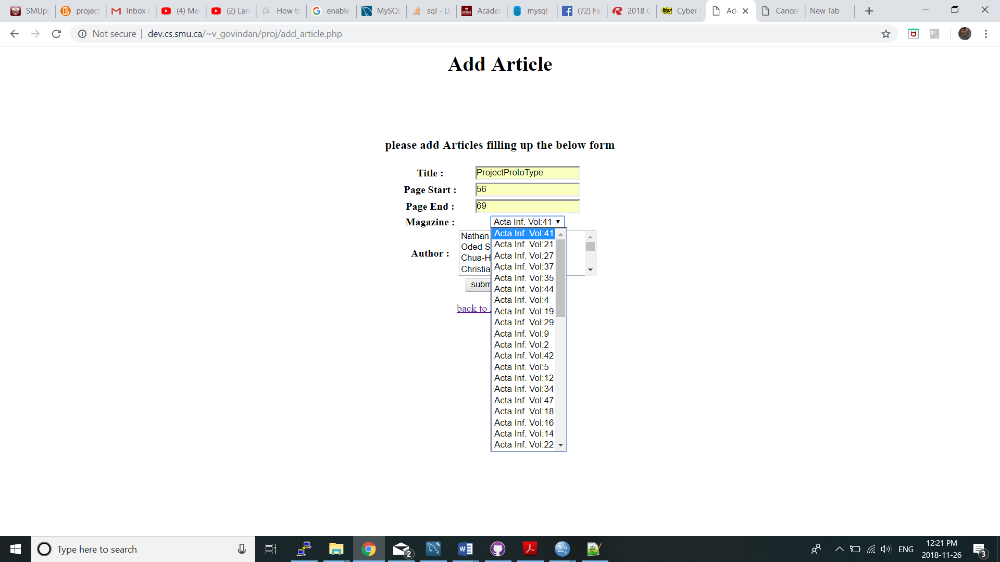 SMUpo project Inbox ( (4) Me (2) Larr How to enable MySQL sql - LO Acader mysql - (72) Fa 2018 C Cyber Ad Cancel New Tab
Not secure | dev.cs.smu.ca/~v_govindan/proj/add_article.php
Add Article
please add Articles filling up the below form
Title : ProjectProtoType
Page Start : 56
Page End : 69
Magazine : Acta Inf. Vol:41
Author :
Nathan
Oded S
Chua-H
Christia
subm
back to
Acta Inf. Vol:41
Acta Inf. Vol:21
Acta Inf. Vol:27
Acta Inf. Vol:37
Acta Inf. Vol:35
Acta Inf. Vol:44
Acta Inf. Vol:4
Acta Inf. Vol:19
Acta Inf. Vol:29
Acta Inf. Vol:9
Acta Inf. Vol:2
Acta Inf. Vol:42
Acta Inf. Vol:5
Acta Inf. Vol:12
Acta Inf. Vol:34
Acta Inf. Vol:47
Acta Inf. Vol:18
Acta Inf. Vol:16
Acta Inf. Vol:14
Acta Inf. Vol:22
Type here to search
2
ENG
12:21 PM
2018-11-26
3